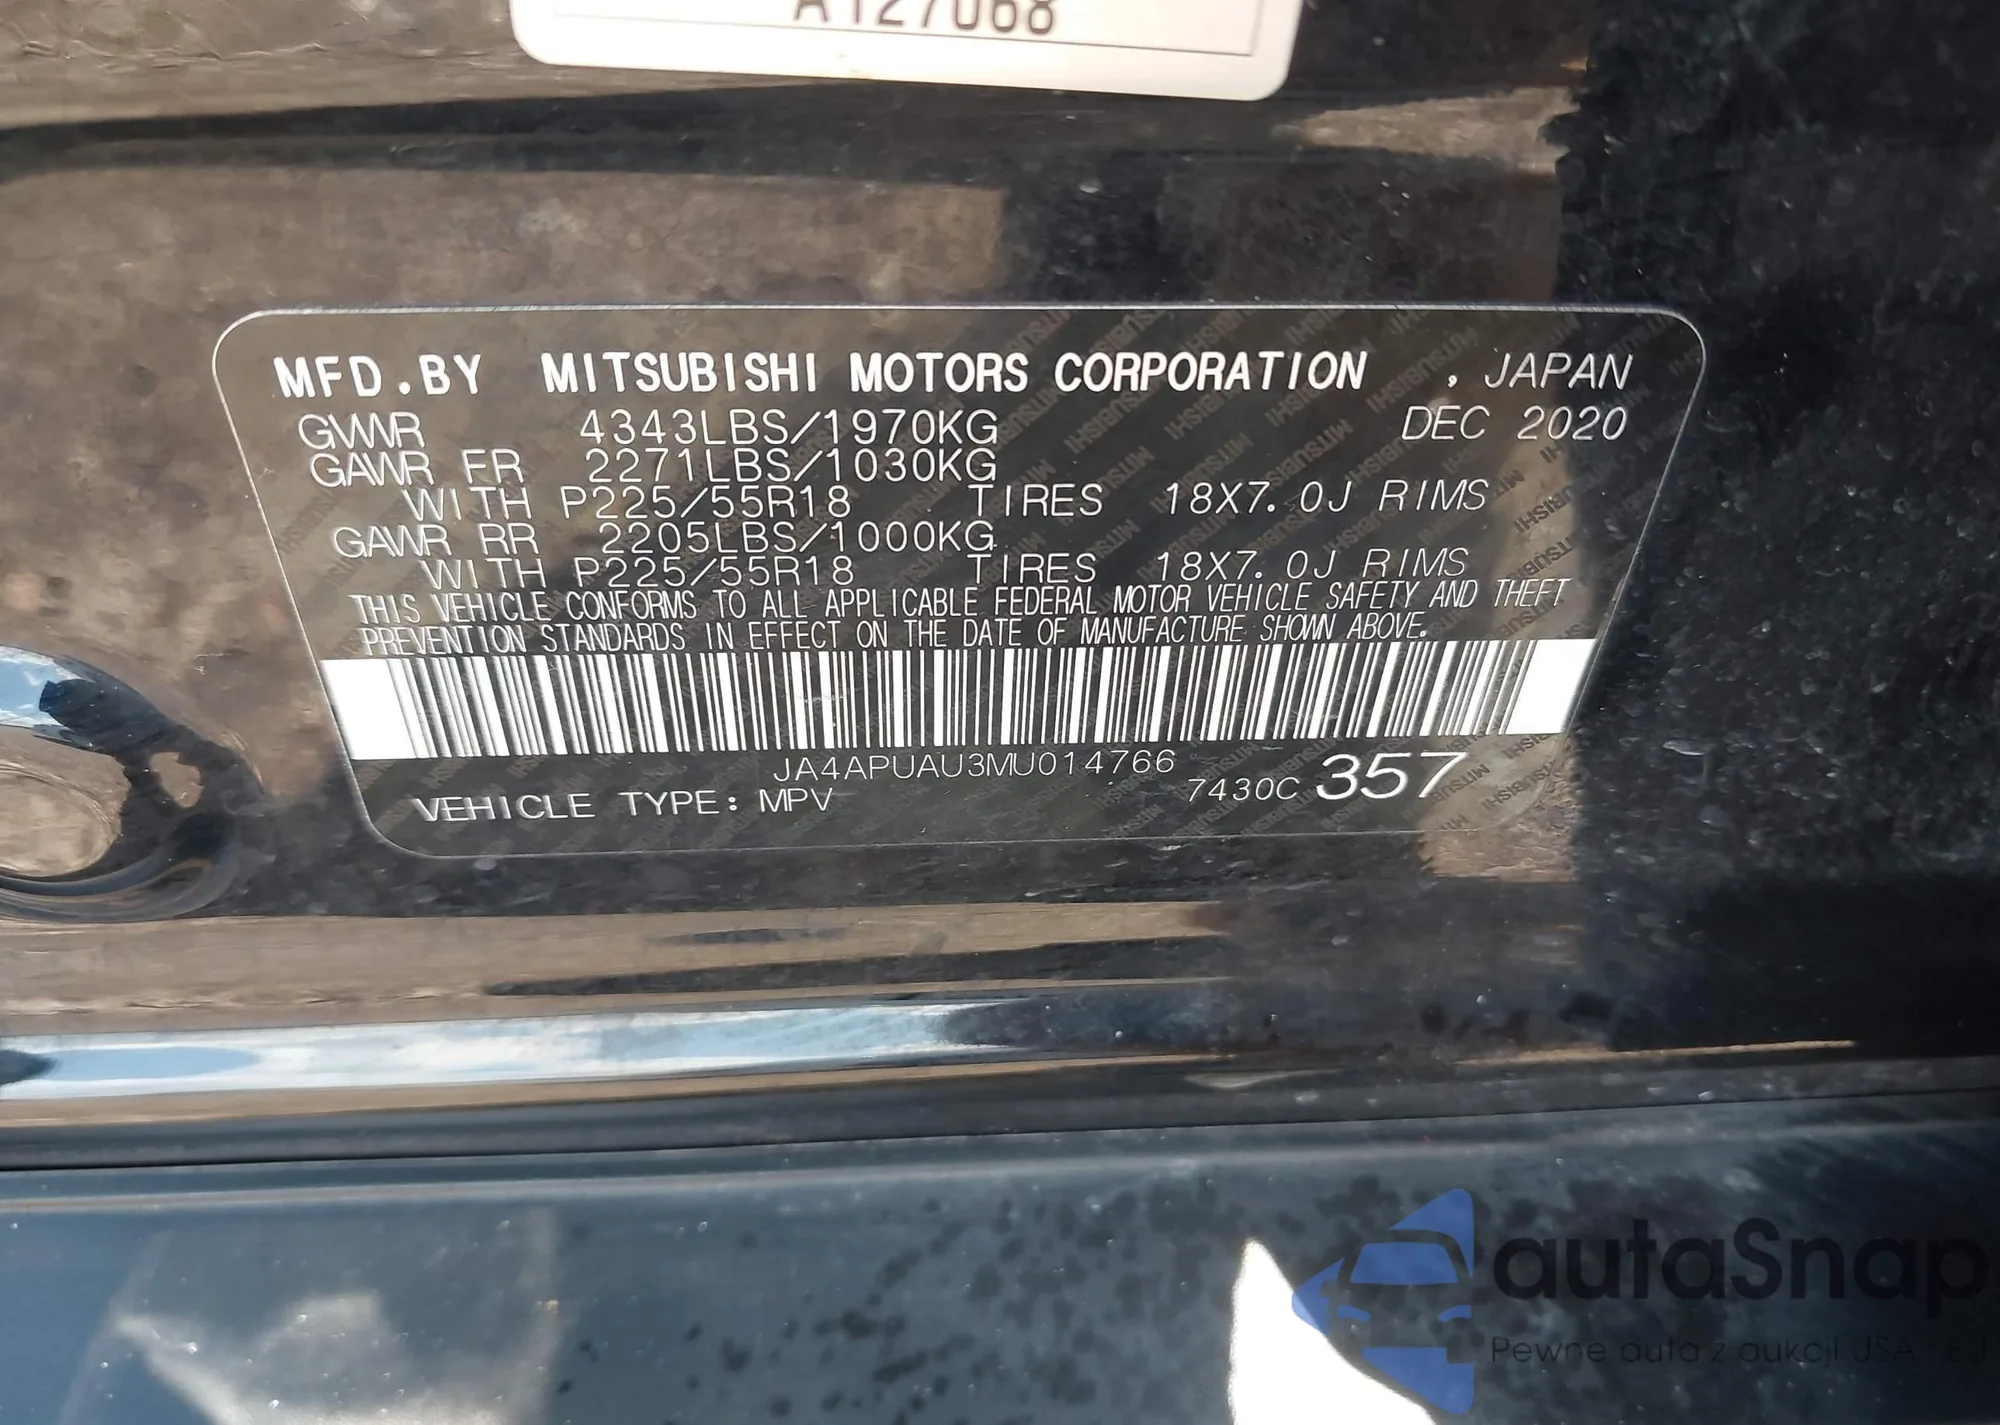 A127068
MFD.BY MITSUBISHI MOTORS CORPORATION , JAPAN
GVWR 4343LBS/1970KG DEC 2020
GAWR FR 2271LBS/1030KG
WITH P225/55R18 TIRES 18X7.0J RIMS
GAWR RR 2205LBS/1000KG
WITH P225/55R18 TIRES 18X7.0J RIMS
THIS VEHICLE CONFORMS TO ALL APPLICABLE FEDERAL MOTOR VEHICLE SAFETY AND THEFT
PREVENTION STANDARDS IN EFFECT ON THE DATE OF MANUFACTURE SHOWN ABOVE.
JA4APUAU3MU014766
7430C 357
VEHICLE TYPE: MPV
autaSnap
Pewne auta z aukcji USA